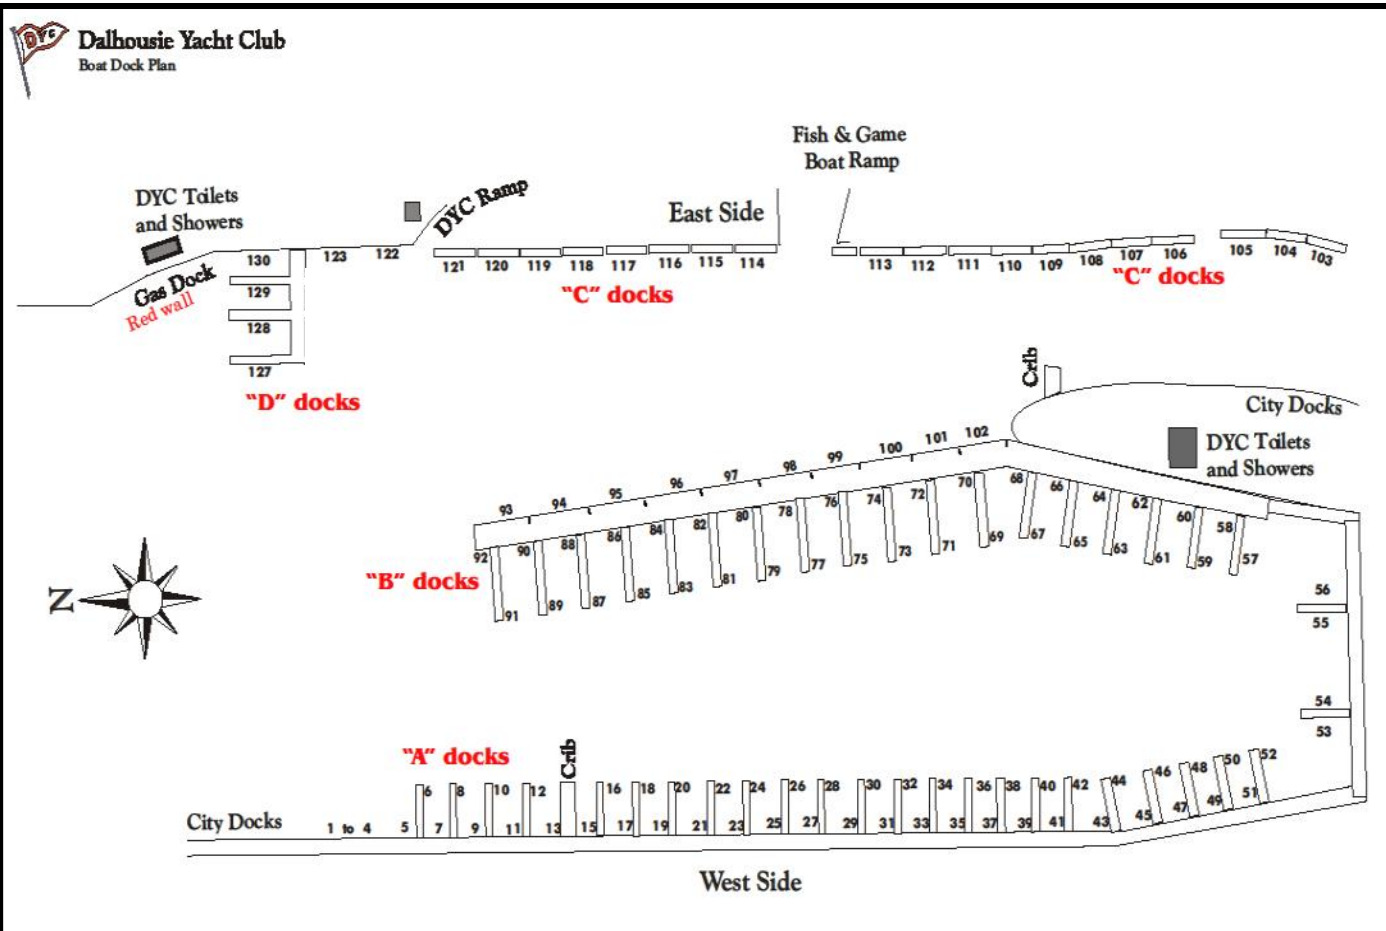 DYC
Dalhousie Yacht Club
Boat Dock Plan
Fish & Game
Boat Ramp
DYC Toilets
and Showers
DYC Ramp
East Side
Gas Dock
Red wall
130
129
128
127
"D" docks
123 122
121 120 119 118 117 116 115 114
"C" docks
113 112 111 110 109 108 107 106
"C" docks
105 104 103
Crib
City Docks
DYC Toilets
and Showers
93 94 95 96 97 98 99 100 101 102
92 90 88 86 84 82 80 78 76 74 72 70 68 66 64 62 60 58
"B" docks
91 89 87 85 83 81 79 77 75 73 71 69 67 65 63 61 59 57
N
56
55
54
53
"A" docks
Crib
6 8 10 12 16 18 20 22 24 26 28 30 32 34 36 38 40 42 44 46 48 50 52
City Docks
1 to 4 5 7 9 11 13 15 17 19 21 23 25 27 29 31 33 35 37 39 41 43 45 47 49 51
West Side